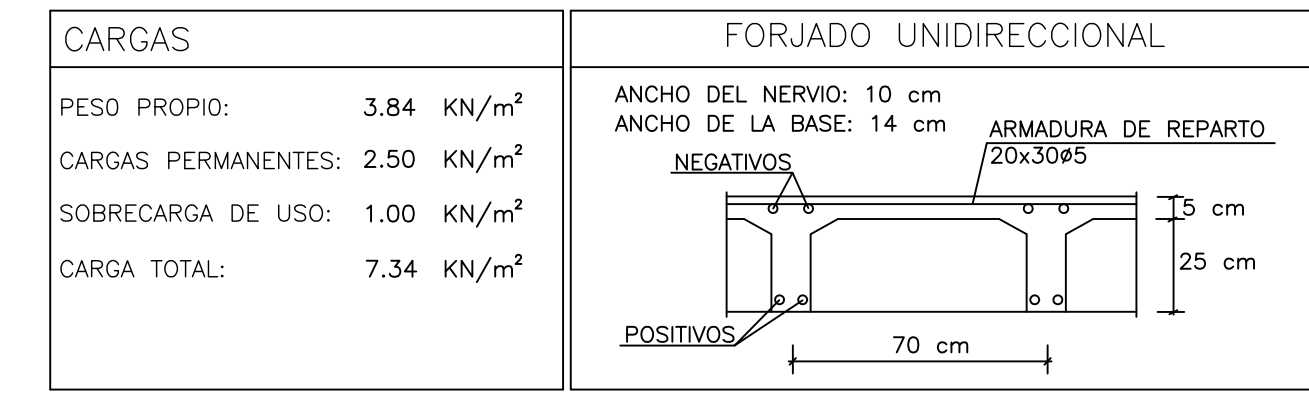 CARGAS
PESO PROPIO: 3.84 KN/m²
CARGAS PERMANENTES: 2.50 KN/m²
SOBRECARGA DE USO: 1.00 KN/m²
CARGA TOTAL: 7.34 KN/m²
FORJADO UNIDIRECCIONAL
ANCHO DEL NERVIO: 10 cm
ANCHO DE LA BASE: 14 cm
ARMADURA DE REPARTO
20x30ø5
NEGATIVOS
5 cm
25 cm
POSITIVOS
70 cm